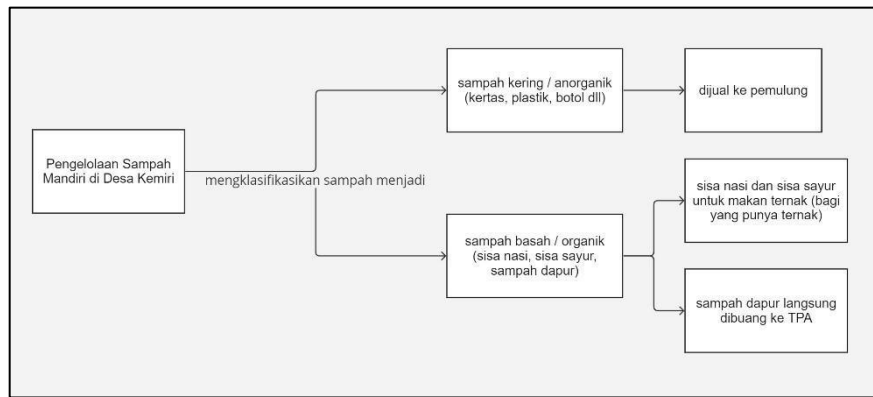 Pengelolaan Sampah
Mandiri di Desa Kemiri
mengklasifikasikan sampah menjadi
sampah kering / anorganik
(kertas, plastik, botol dll)
dijual ke pemulung
sampah basah / organik
(sisa nasi, sisa sayur,
sampah dapur)
sisa nasi dan sisa sayur
untuk makan ternak (bagi
yang punya ternak)
sampah dapur langsung
dibuang ke TPA